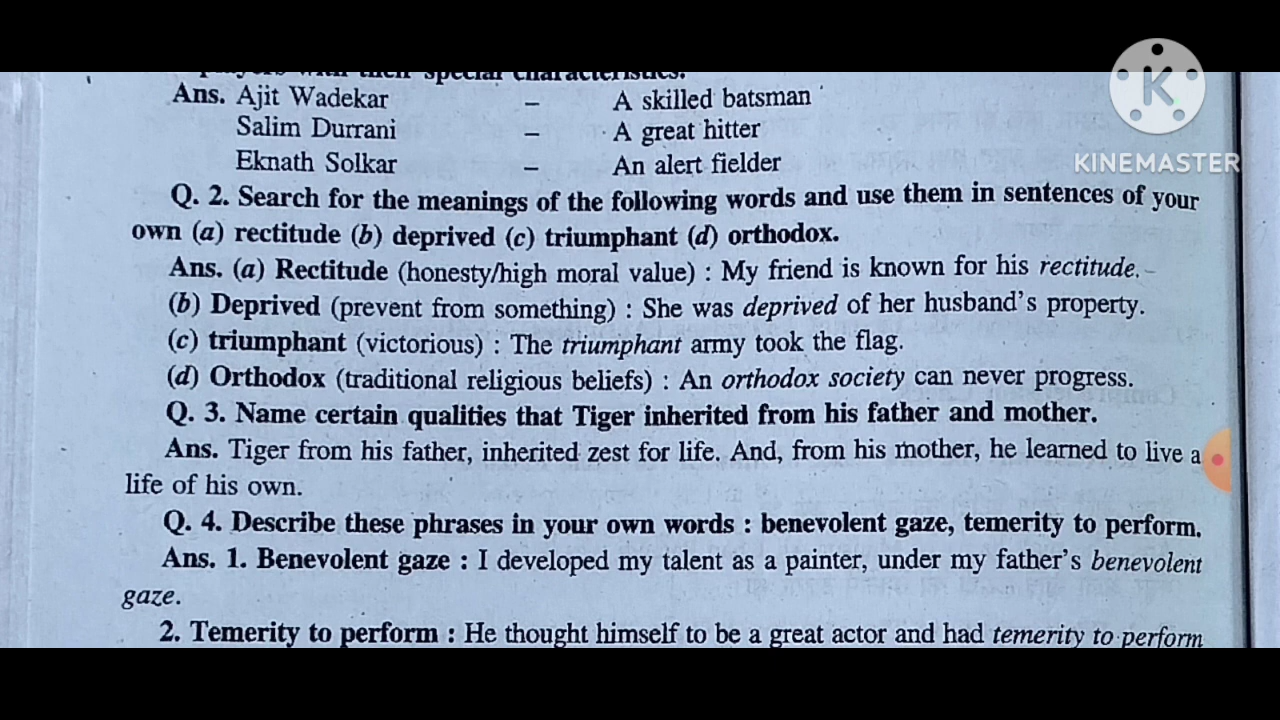 players with their special characteristics.
Ans. Ajit Wadekar – A skilled batsman
Salim Durrani – A great hitter
Eknath Solkar – An alert fielder
KINEMASTER
Q. 2. Search for the meanings of the following words and use them in sentences of your
own (a) rectitude (b) deprived (c) triumphant (d) orthodox.
Ans. (a) Rectitude (honesty/high moral value) : My friend is known for his rectitude.
(b) Deprived (prevent from something) : She was deprived of her husband's property.
(c) triumphant (victorious) : The triumphant army took the flag.
(d) Orthodox (traditional religious beliefs) : An orthodox society can never progress.
Q. 3. Name certain qualities that Tiger inherited from his father and mother.
Ans. Tiger from his father, inherited zest for life. And, from his mother, he learned to live a
life of his own.
Q. 4. Describe these phrases in your own words : benevolent gaze, temerity to perform.
Ans. 1. Benevolent gaze : I developed my talent as a painter, under my father's benevolent
gaze.
2. Temerity to perform : He thought himself to be a great actor and had temerity to perform